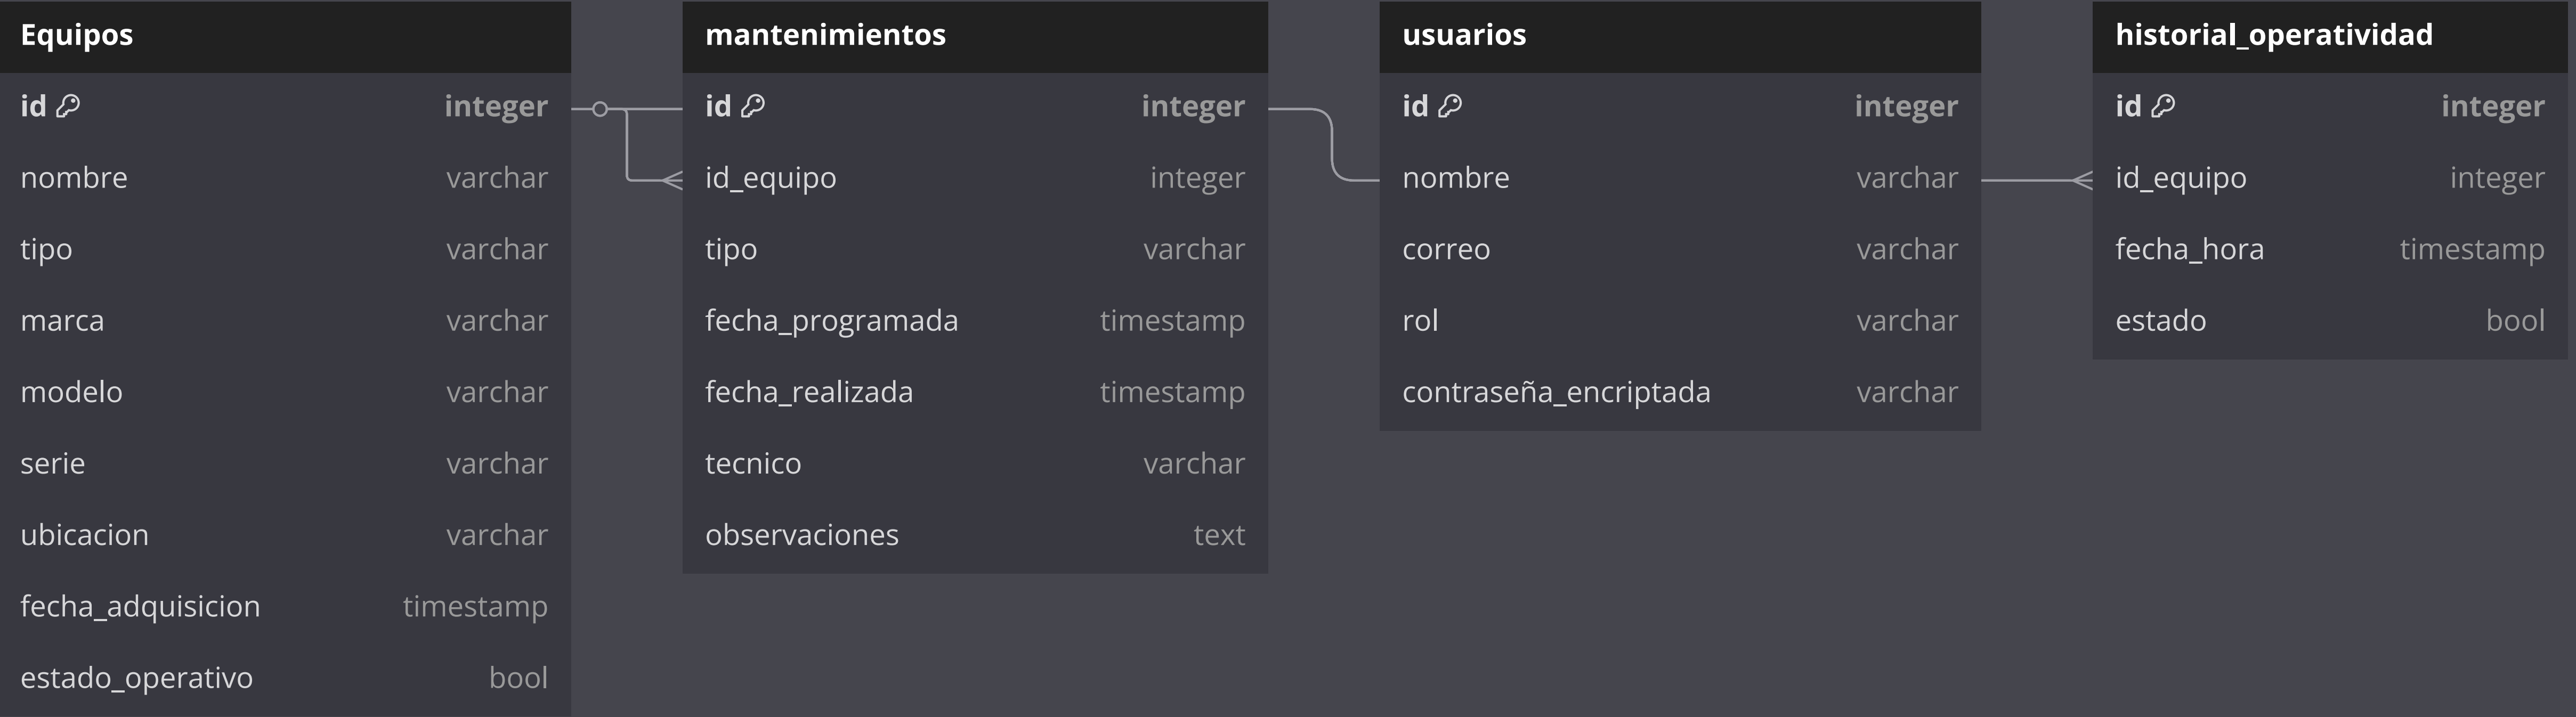 Equipos
id integer
nombre varchar
tipo varchar
marca varchar
modelo varchar
serie varchar
ubicacion varchar
fecha_adquisicion timestamp
estado_operativo bool
mantenimientos
id integer
id_equipo integer
tipo varchar
fecha_programada timestamp
fecha_realizada timestamp
tecnico varchar
observaciones text
usuarios
id integer
nombre varchar
correo varchar
rol varchar
contraseña_encriptada varchar
historial_operatividad
id integer
id_equipo integer
fecha_hora timestamp
estado bool